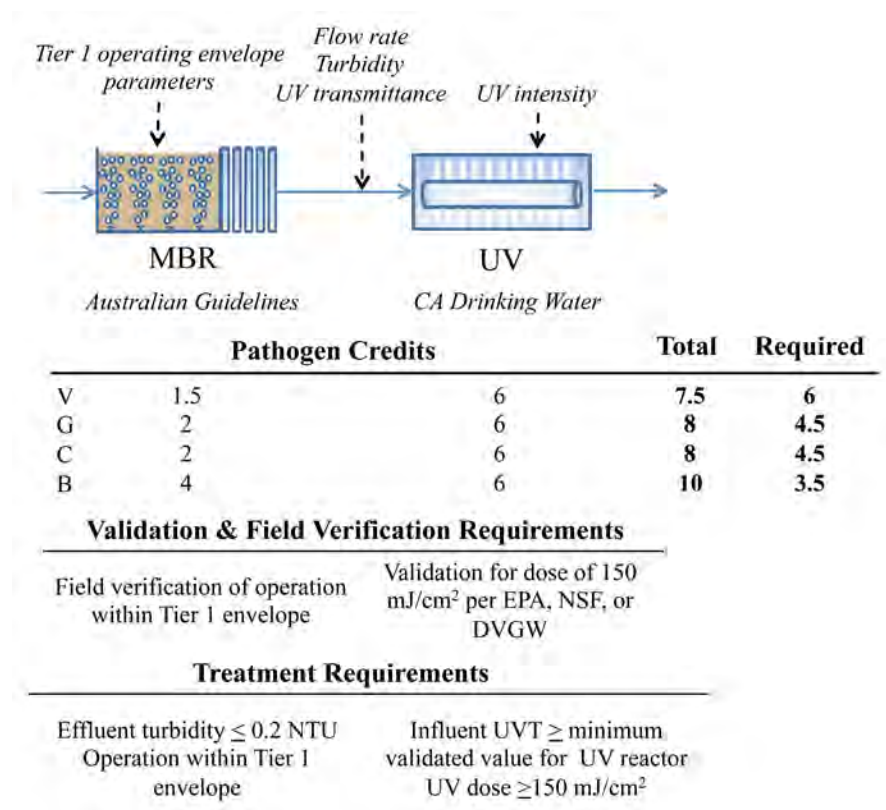 Tier 1 operating envelope
parameters
Flow rate
Turbidity
UV transmittance
UV intensity
MBR
UV
Australian Guidelines
CA Drinking Water
Pathogen Credits Total Required
V 1.5 6 7.5 6
G 2 6 8 4.5
C 2 6 8 4.5
B 4 6 10 3.5
Validation & Field Verification Requirements
Field verification of operation
within Tier 1 envelope
Validation for dose of 150
mJ/cm² per EPA, NSF, or
DVGW
Treatment Requirements
Effluent turbidity ≤ 0.2 NTU
Operation within Tier 1
envelope
Influent UVT ≥ minimum
validated value for UV reactor
UV dose ≥150 mJ/cm²